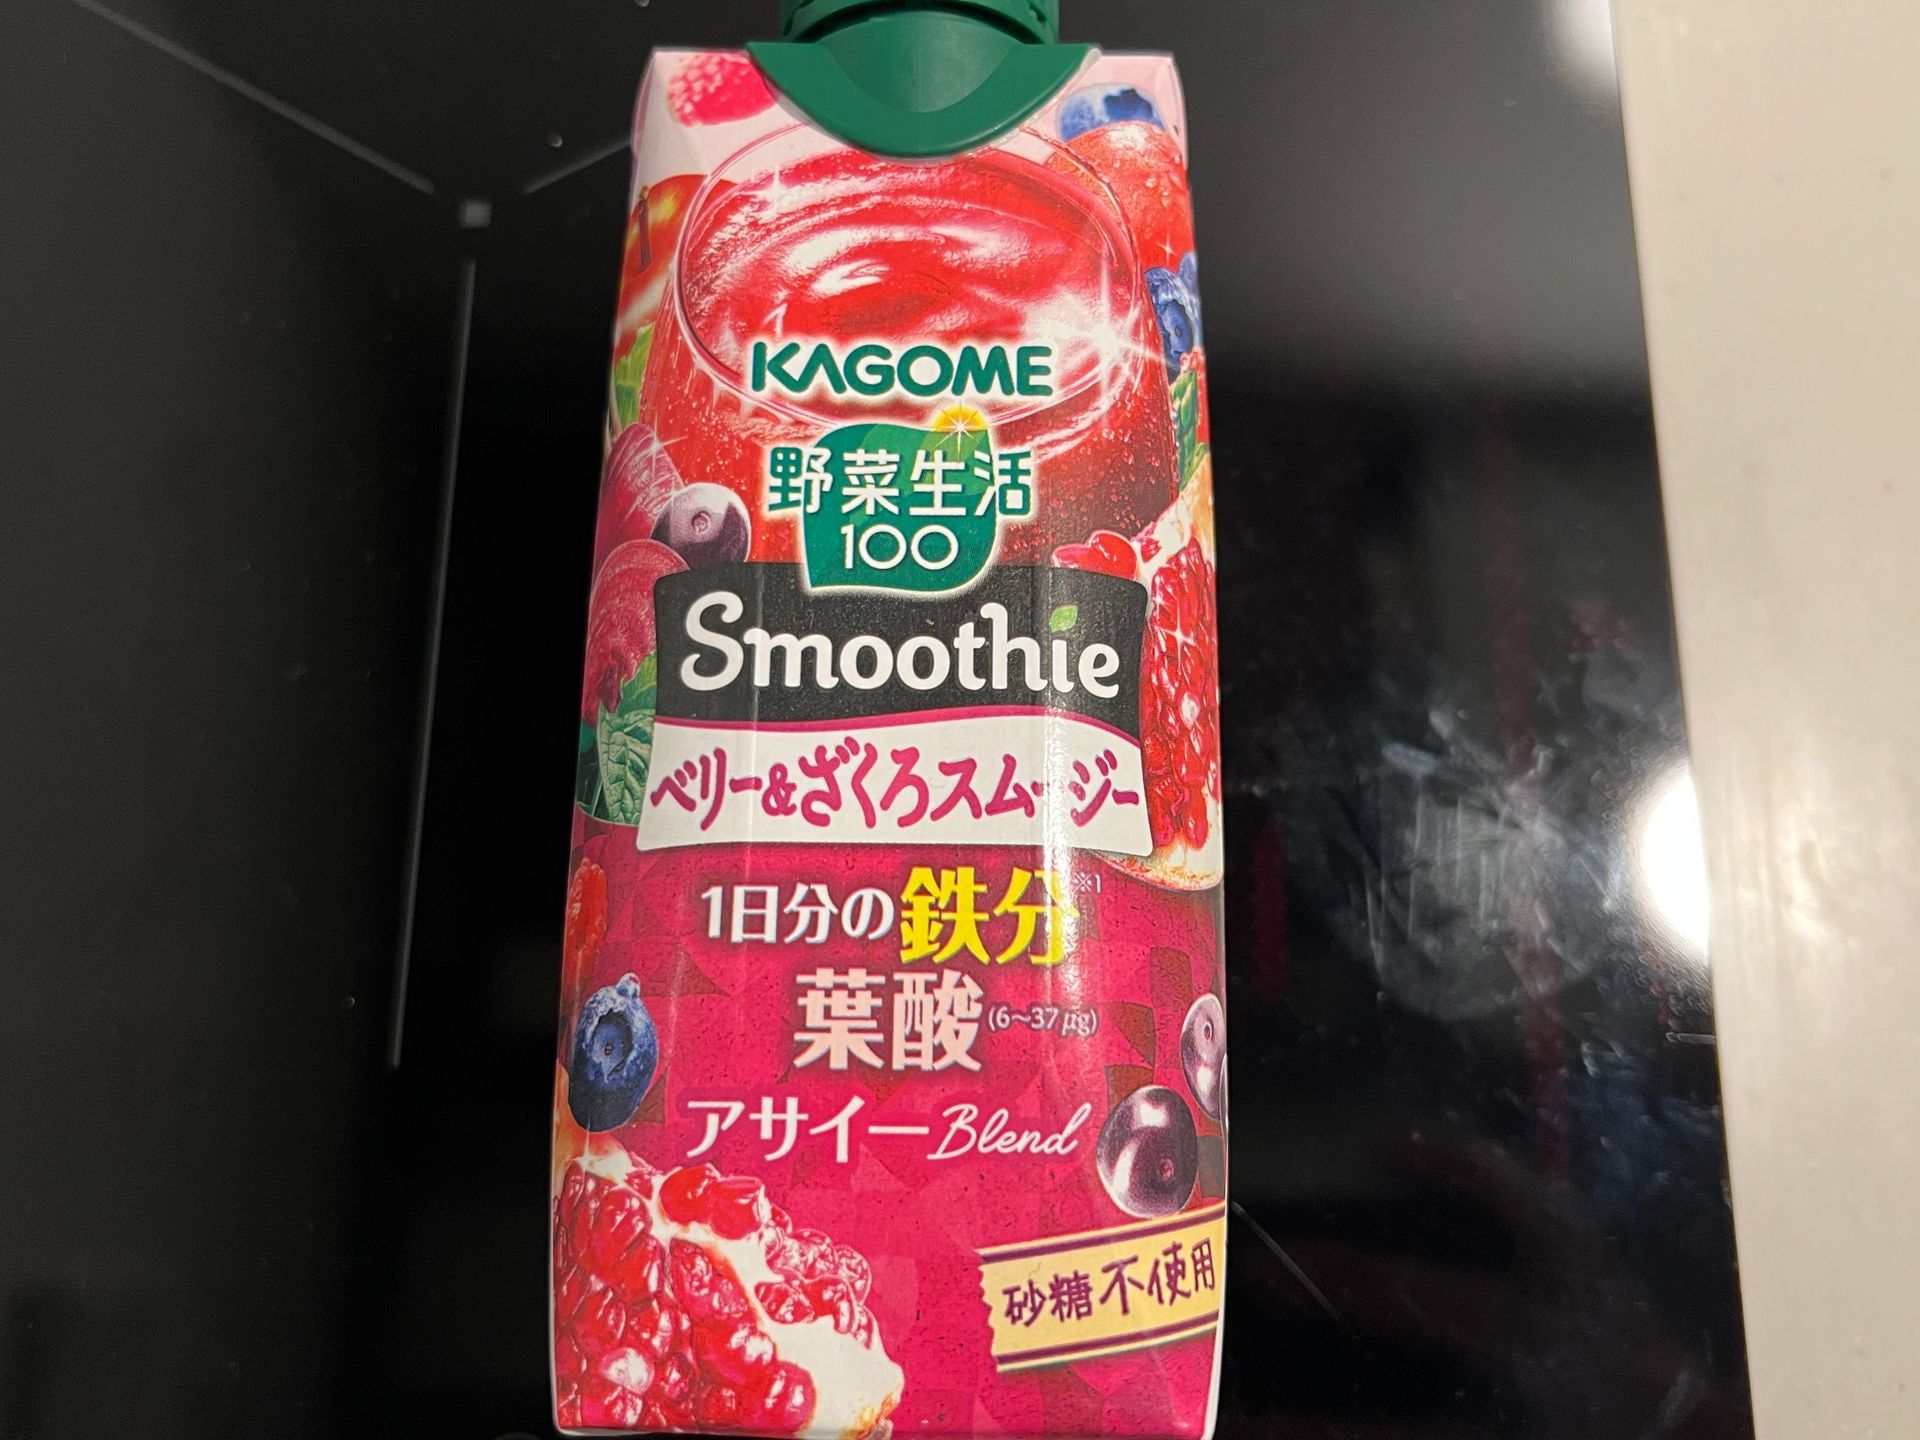 KAGOME
野菜生活
100
Smoothie
ベリー&ざくろスムージー
1日分の鉄分※1
葉酸(6~37μg)
アサイーBlend
砂糖不使用